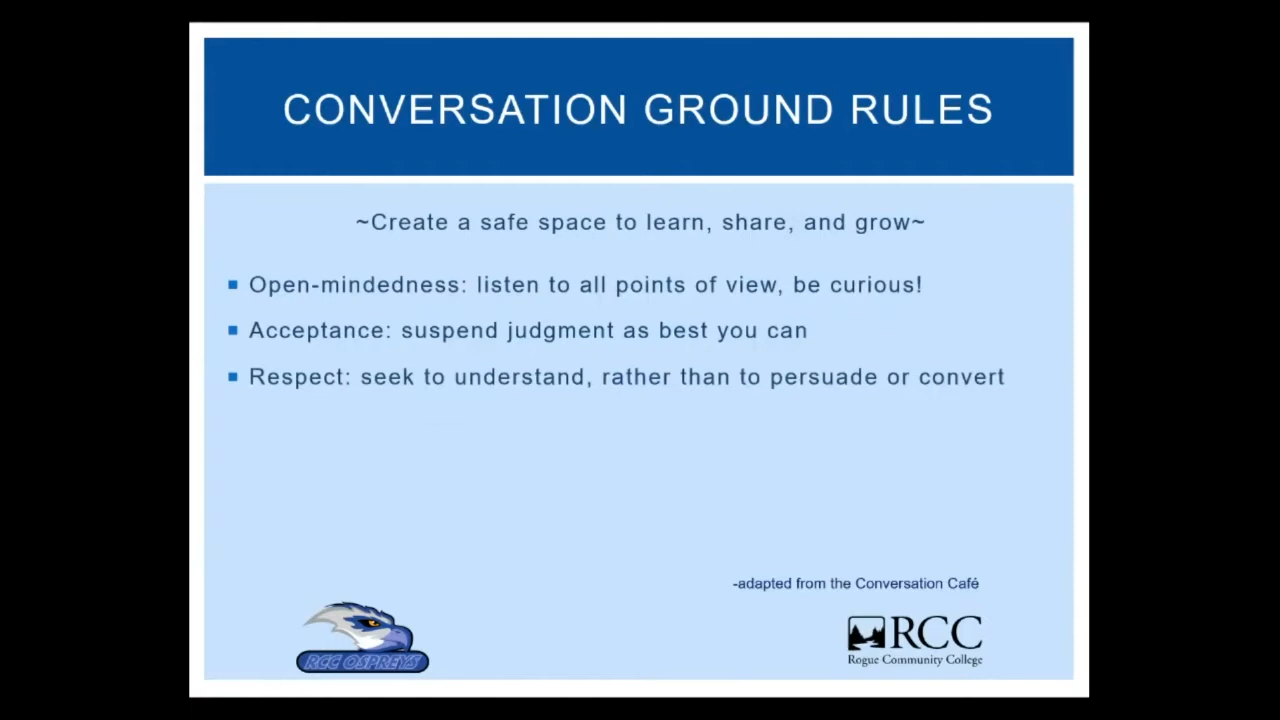 CONVERSATION GROUND RULES
~Create a safe space to learn, share, and grow~
Open-mindedness: listen to all points of view, be curious!
Acceptance: suspend judgment as best you can
Respect: seek to understand, rather than to persuade or convert
-adapted from the Conversation Café
RCC OSPREYS
RCC
Rogue Community College